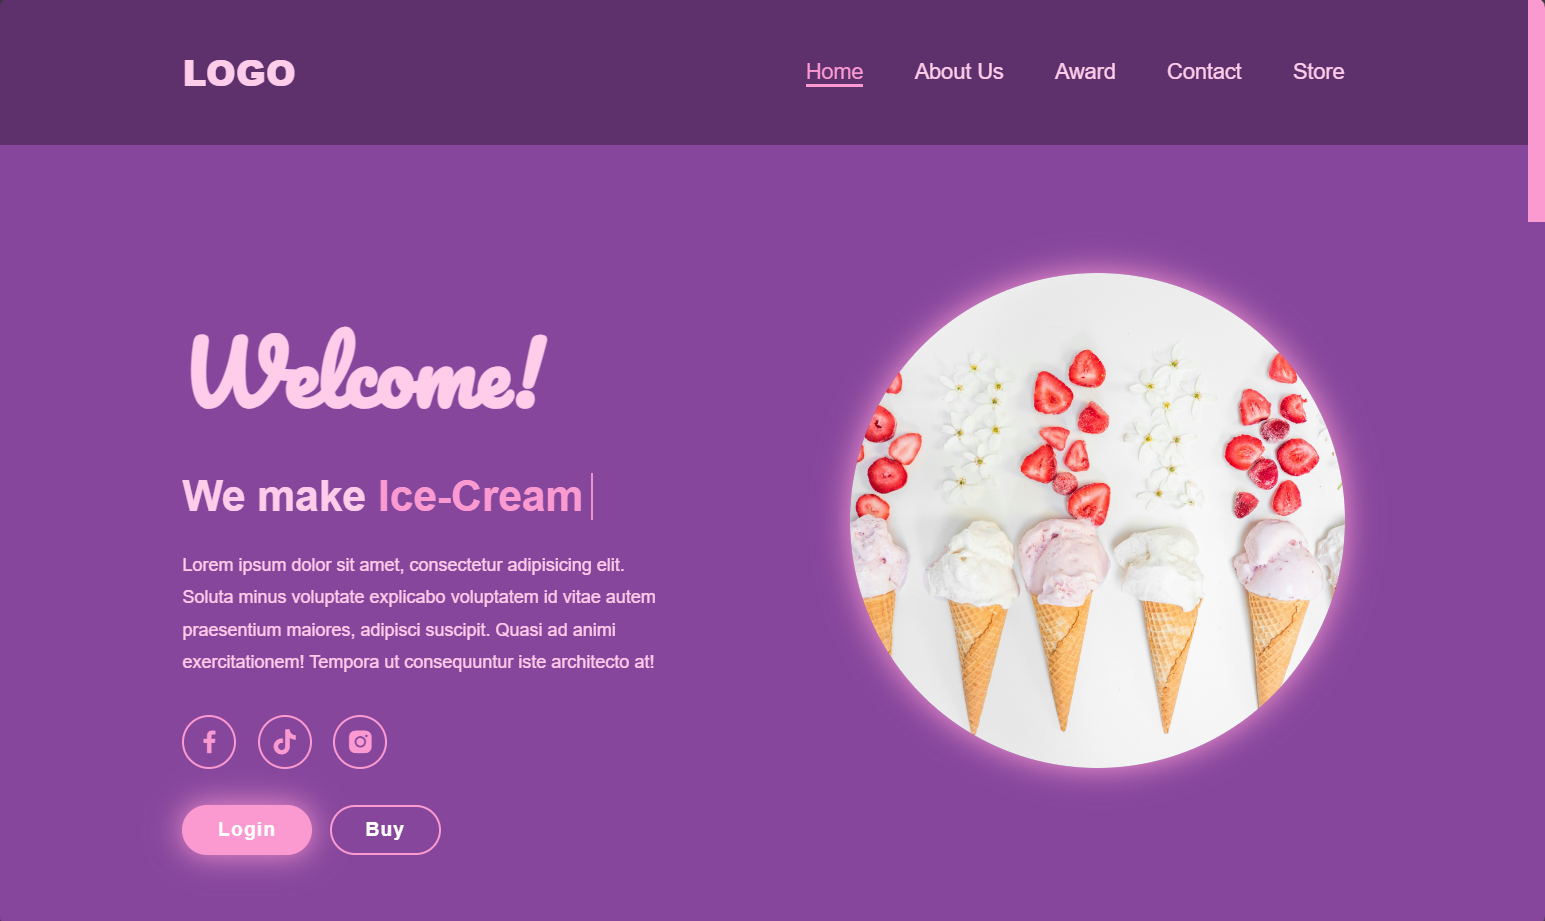 LOGO
Home About Us Award Contact Store
Welcome!
We make Ice-Cream
Lorem ipsum dolor sit amet, consectetur adipisicing elit.
Soluta minus voluptate explicabo voluptatem id vitae autem
praesentium maiores, adipisci suscipit. Quasi ad animi
exercitationem! Tempora ut consequuntur iste architecto at!
Login Buy